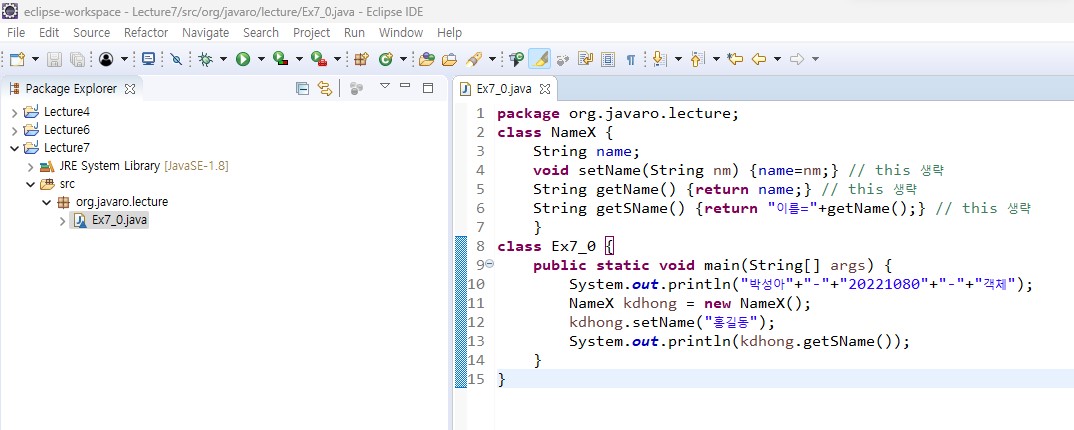 eclipse-workspace - Lecture7/src/org/javaro/lecture/Ex7_0.java - Eclipse IDE
File Edit Source Refactor Navigate Search Project Run Window Help
Package Explorer
Lecture4
Lecture6
Lecture7
JRE System Library [JavaSE-1.8]
src
org.javaro.lecture
Ex7_0.java
Ex7_0.java
1 package org.javaro.lecture;
2 class NameX {
3 String name;
4 void setName(String nm) {name=nm;} // this 생략
5 String getName() {return name;} // this 생략
6 String getSName() {return "이름="+getName();} // this 생략
7 }
8 class Ex7_0 {
9 public static void main(String[] args) {
10 System.out.println("박성아"+"-"+"20221080"+"-"+"객체");
11 NameX kdhong = new NameX();
12 kdhong.setName("홍길동");
13 System.out.println(kdhong.getSName());
14 }
15 }